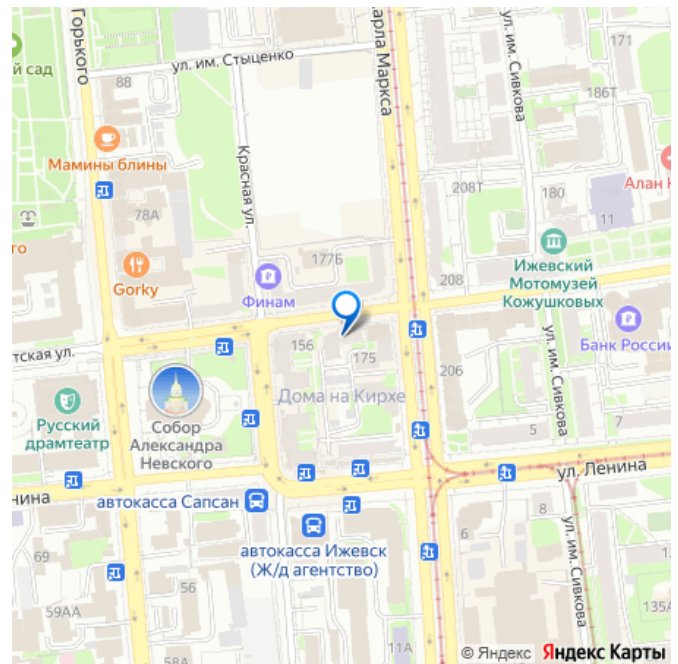 Горького
й сад
88
ул. им. Стыценко
Карла Маркса
ул. им. Сивкова
171
186Т
Мамины блины
Красная ул.
208Т
180
Алан
11
78А
го
Gorky
177Б
Финам
208
Ижевский
Мотомузей
Кожушковых
Банк России
тская ул.
156
175
206
ул. им. Сивкова
Дома на Кирхе
Русский
драмтеатр
Собор
Александра
Невского
5
7
ул. Ленина
нина
автокасса Сапсан
автокасса Ижевск
(Ж/д агентство)
8
6
ул. им. Сивкова
69
56
59АА
58А
11А
135А
© Яндекс Яндекс Карты